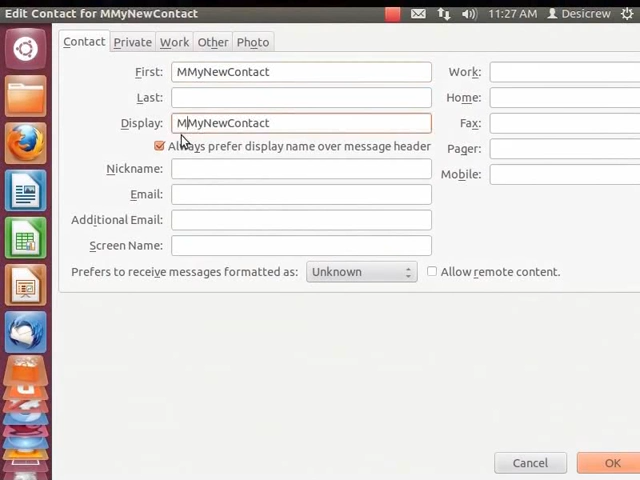 Edit Contact for MMyNewContact 11:27 AM Desicrew
Contact Private Work Other Photo
First: MMyNewContact Work:
Last: Home:
Display: MMyNewContact Fax:
Always prefer display name over message header
Pager:
Nickname:
Mobile:
Email:
Additional Email:
Screen Name:
Prefers to receive messages formatted as: Unknown Allow remote content.
Cancel OK